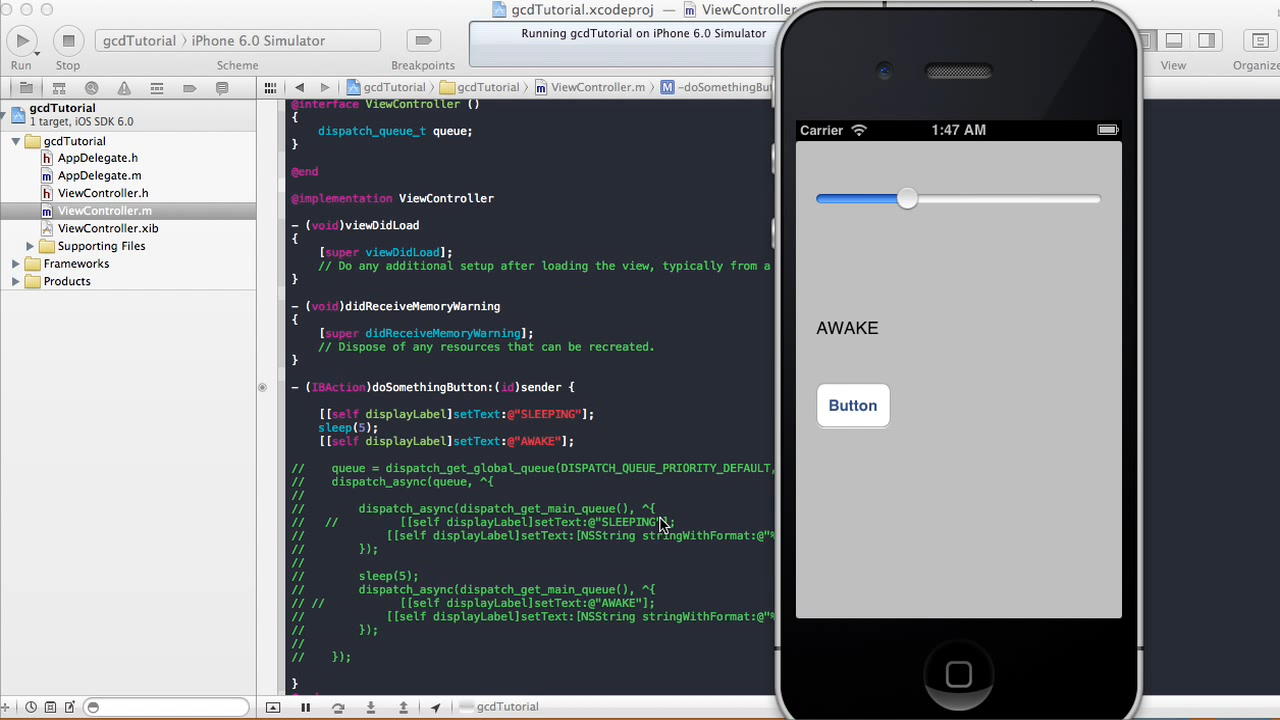 gcdTutorial.xcodeproj — ViewController.
gcdTutorial 〉 iPhone 6.0 Simulator
Running gcdTutorial on iPhone 6.0 Simulator
Run
Stop
Scheme
Breakpoints
View
Organize
gcdTutorial
gcdTutorial
ViewController.m
M -doSomethingBut
gcdTutorial
1 target, iOS SDK 6.0
gcdTutorial
h AppDelegate.h
m AppDelegate.m
h ViewController.h
m ViewController.m
ViewController.xib
Supporting Files
Frameworks
Products
@interface ViewController ()
{
dispatch_queue_t queue;
}
@end
@implementation ViewController
- (void)viewDidLoad
{
[super viewDidLoad];
// Do any additional setup after loading the view, typically from a
}
- (void)didReceiveMemoryWarning
{
[super didReceiveMemoryWarning];
// Dispose of any resources that can be recreated.
}
- (IBAction)doSomethingButton:(id)sender {
[[self displayLabel]setText:@"SLEEPING"];
sleep(5);
[[self displayLabel]setText:@"AWAKE"];
// queue = dispatch_get_global_queue(DISPATCH_QUEUE_PRIORITY_DEFAULT,
// dispatch_async(queue, ^{
//
// dispatch_async(dispatch_get_main_queue(), ^{
// // [[self displayLabel]setText:@"SLEEPING"];
// [[self displayLabel]setText:[NSString stringWithFormat:@"%
// });
//
// sleep(5);
// dispatch_async(dispatch_get_main_queue(), ^{
// // [[self displayLabel]setText:@"AWAKE"];
// [[self displayLabel]setText:[NSString stringWithFormat:@"%
// });
//
// });
}
gcdTutorial
Carrier
1:47 AM
AWAKE
Button